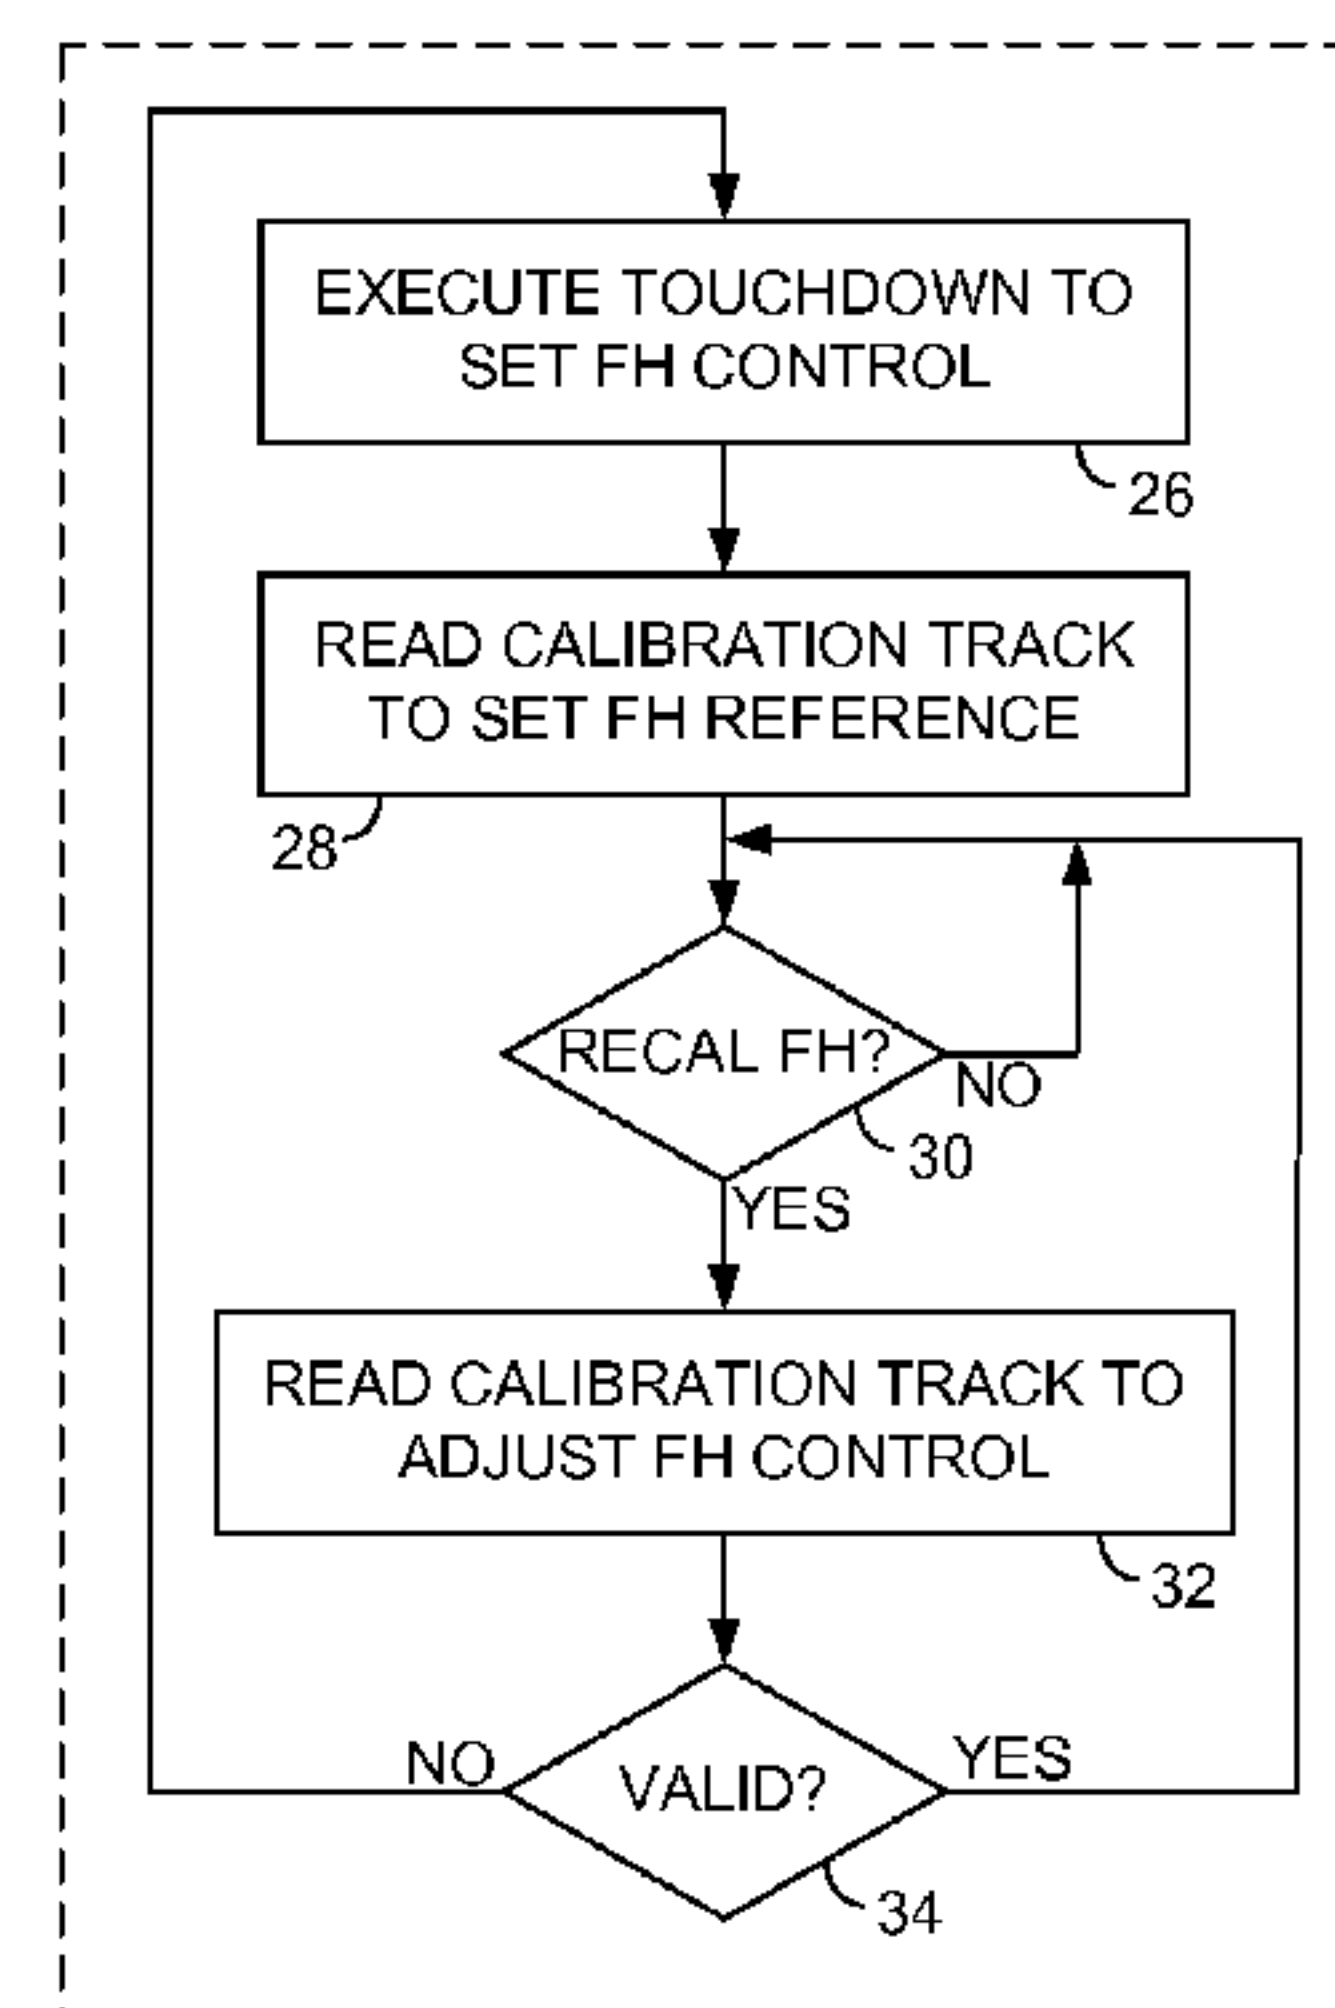 EXECUTE TOUCHDOWN TO
SET FH CONTROL
26
READ CALIBRATION TRACK
TO SET FH REFERENCE
28
RECAL FH?
NO
30
YES
READ CALIBRATION TRACK TO
ADJUST FH CONTROL
32
NO
VALID?
YES
34